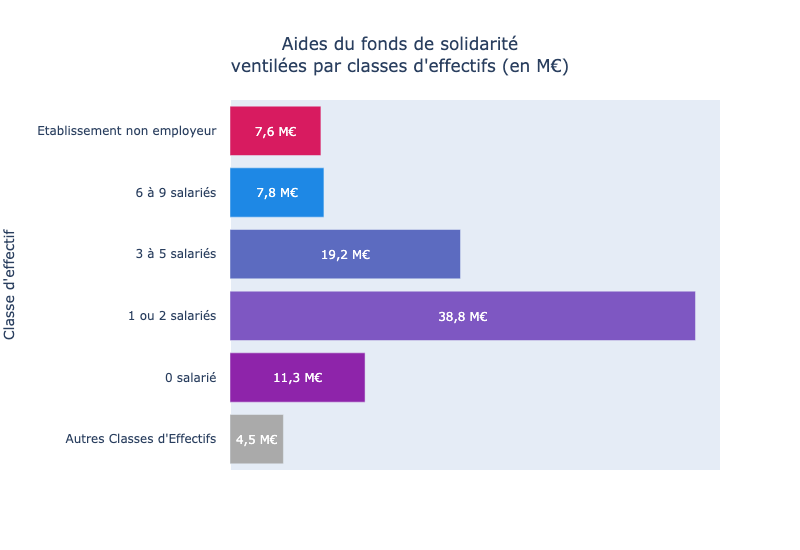 Aides du fonds de solidarité
ventilées par classes d'effectifs (en M€)
Classe d'effectif
Etablissement non employeur
7,6 M€
6 à 9 salariés
7,8 M€
3 à 5 salariés
19,2 M€
1 ou 2 salariés
38,8 M€
0 salarié
11,3 M€
Autres Classes d'Effectifs
4,5 M€